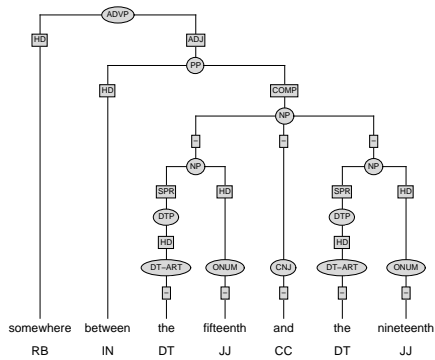 ADVP
HD ADJ
PP
HD COMP
NP
– – –
NP NP
SPR HD SPR HD
DTP DTP
HD HD
DT–ART ONUM CNJ DT–ART ONUM
– – – – –
somewhere between the fifteenth and the nineteenth
RB IN DT JJ CC DT JJ